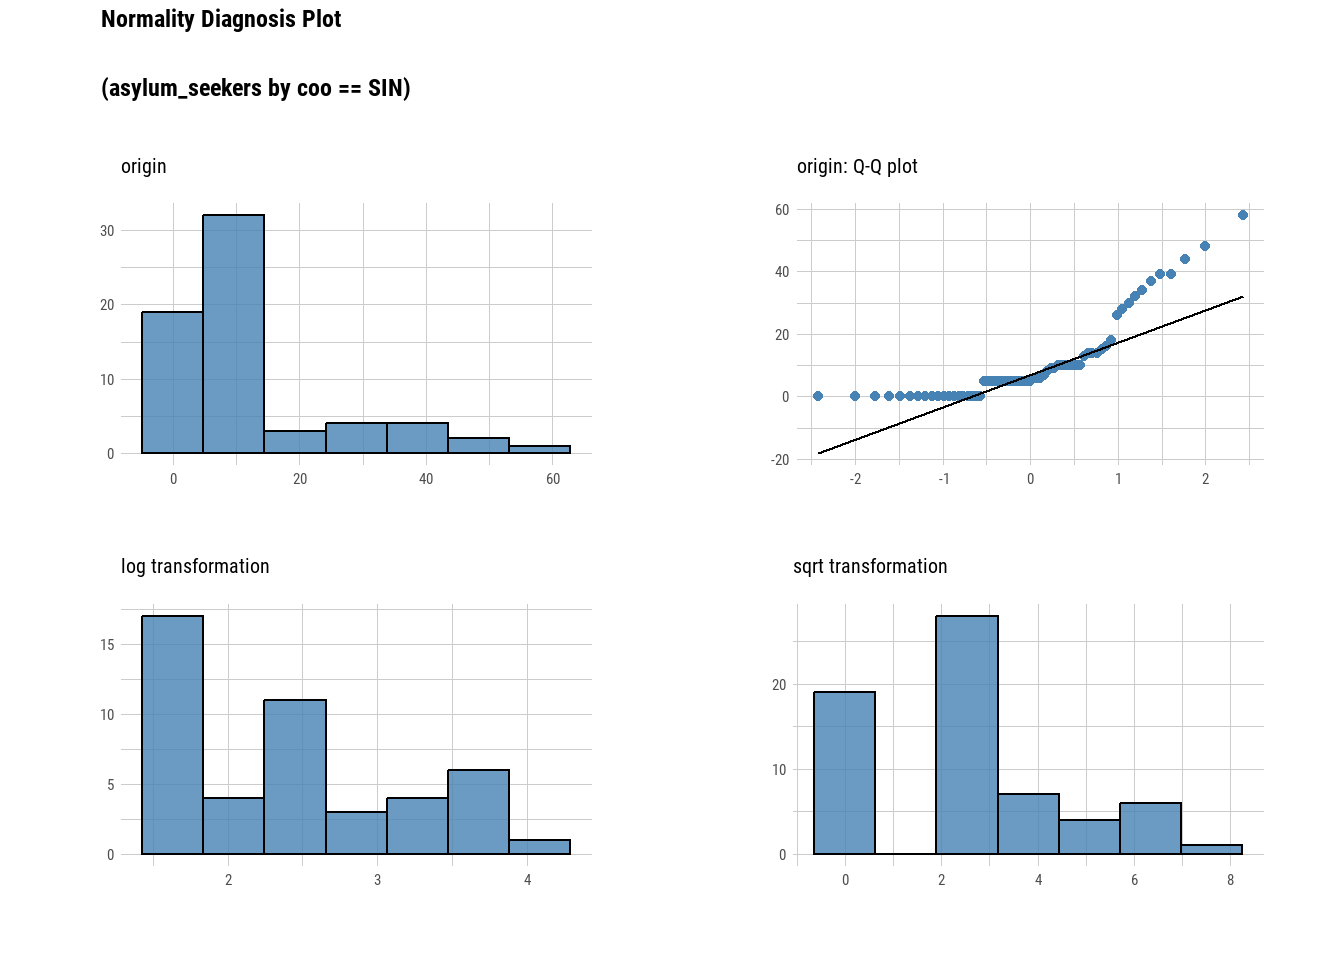 Normality Diagnosis Plot
(asylum_seekers by coo == SIN)
origin
30
20
10
0
0 20 40 60
origin: Q-Q plot
60
40
20
0
-20
-2 -1 0 1 2
log transformation
15
10
5
0
2 3 4
sqrt transformation
20
10
0
0 2 4 6 8